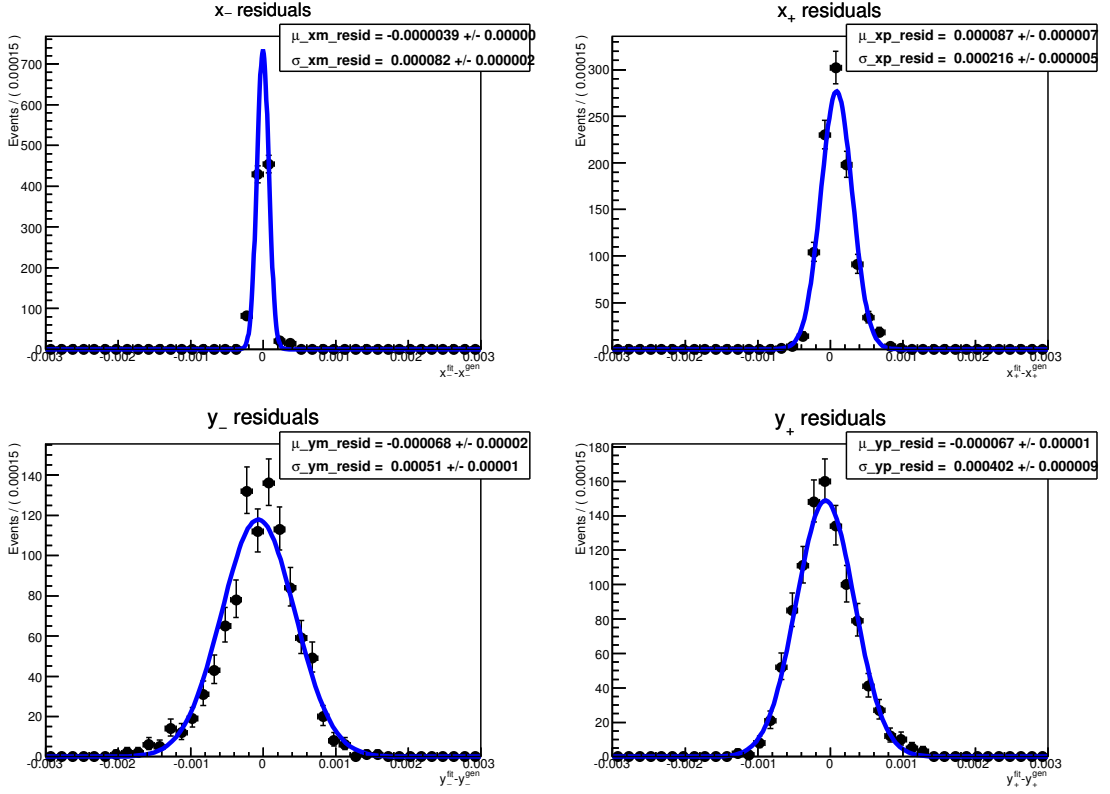 x− residuals
μ_xm_resid = -0.0000039 +/- 0.00000
σ_xm_resid = 0.000082 +/- 0.000002
Events / ( 0.00015 )
700
600
500
400
300
200
100
0
-0.003 -0.002 -0.001 0 0.001 0.002 0.003
x−^fit-x−^gen
x+ residuals
μ_xp_resid = 0.000087 +/- 0.000007
σ_xp_resid = 0.000216 +/- 0.000005
Events / ( 0.00015 )
300
250
200
150
100
50
0
-0.003 -0.002 -0.001 0 0.001 0.002 0.003
x+^fit-x+^gen
y− residuals
μ_ym_resid = -0.000068 +/- 0.00002
σ_ym_resid = 0.00051 +/- 0.00001
Events / ( 0.00015 )
140
120
100
80
60
40
20
0
-0.003 -0.002 -0.001 0 0.001 0.002 0.003
y−^fit-y−^gen
y+ residuals
μ_yp_resid = -0.000067 +/- 0.00001
σ_yp_resid = 0.000402 +/- 0.000009
Events / ( 0.00015 )
180
160
140
120
100
80
60
40
20
0
-0.003 -0.002 -0.001 0 0.001 0.002 0.003
y+^fit-y+^gen